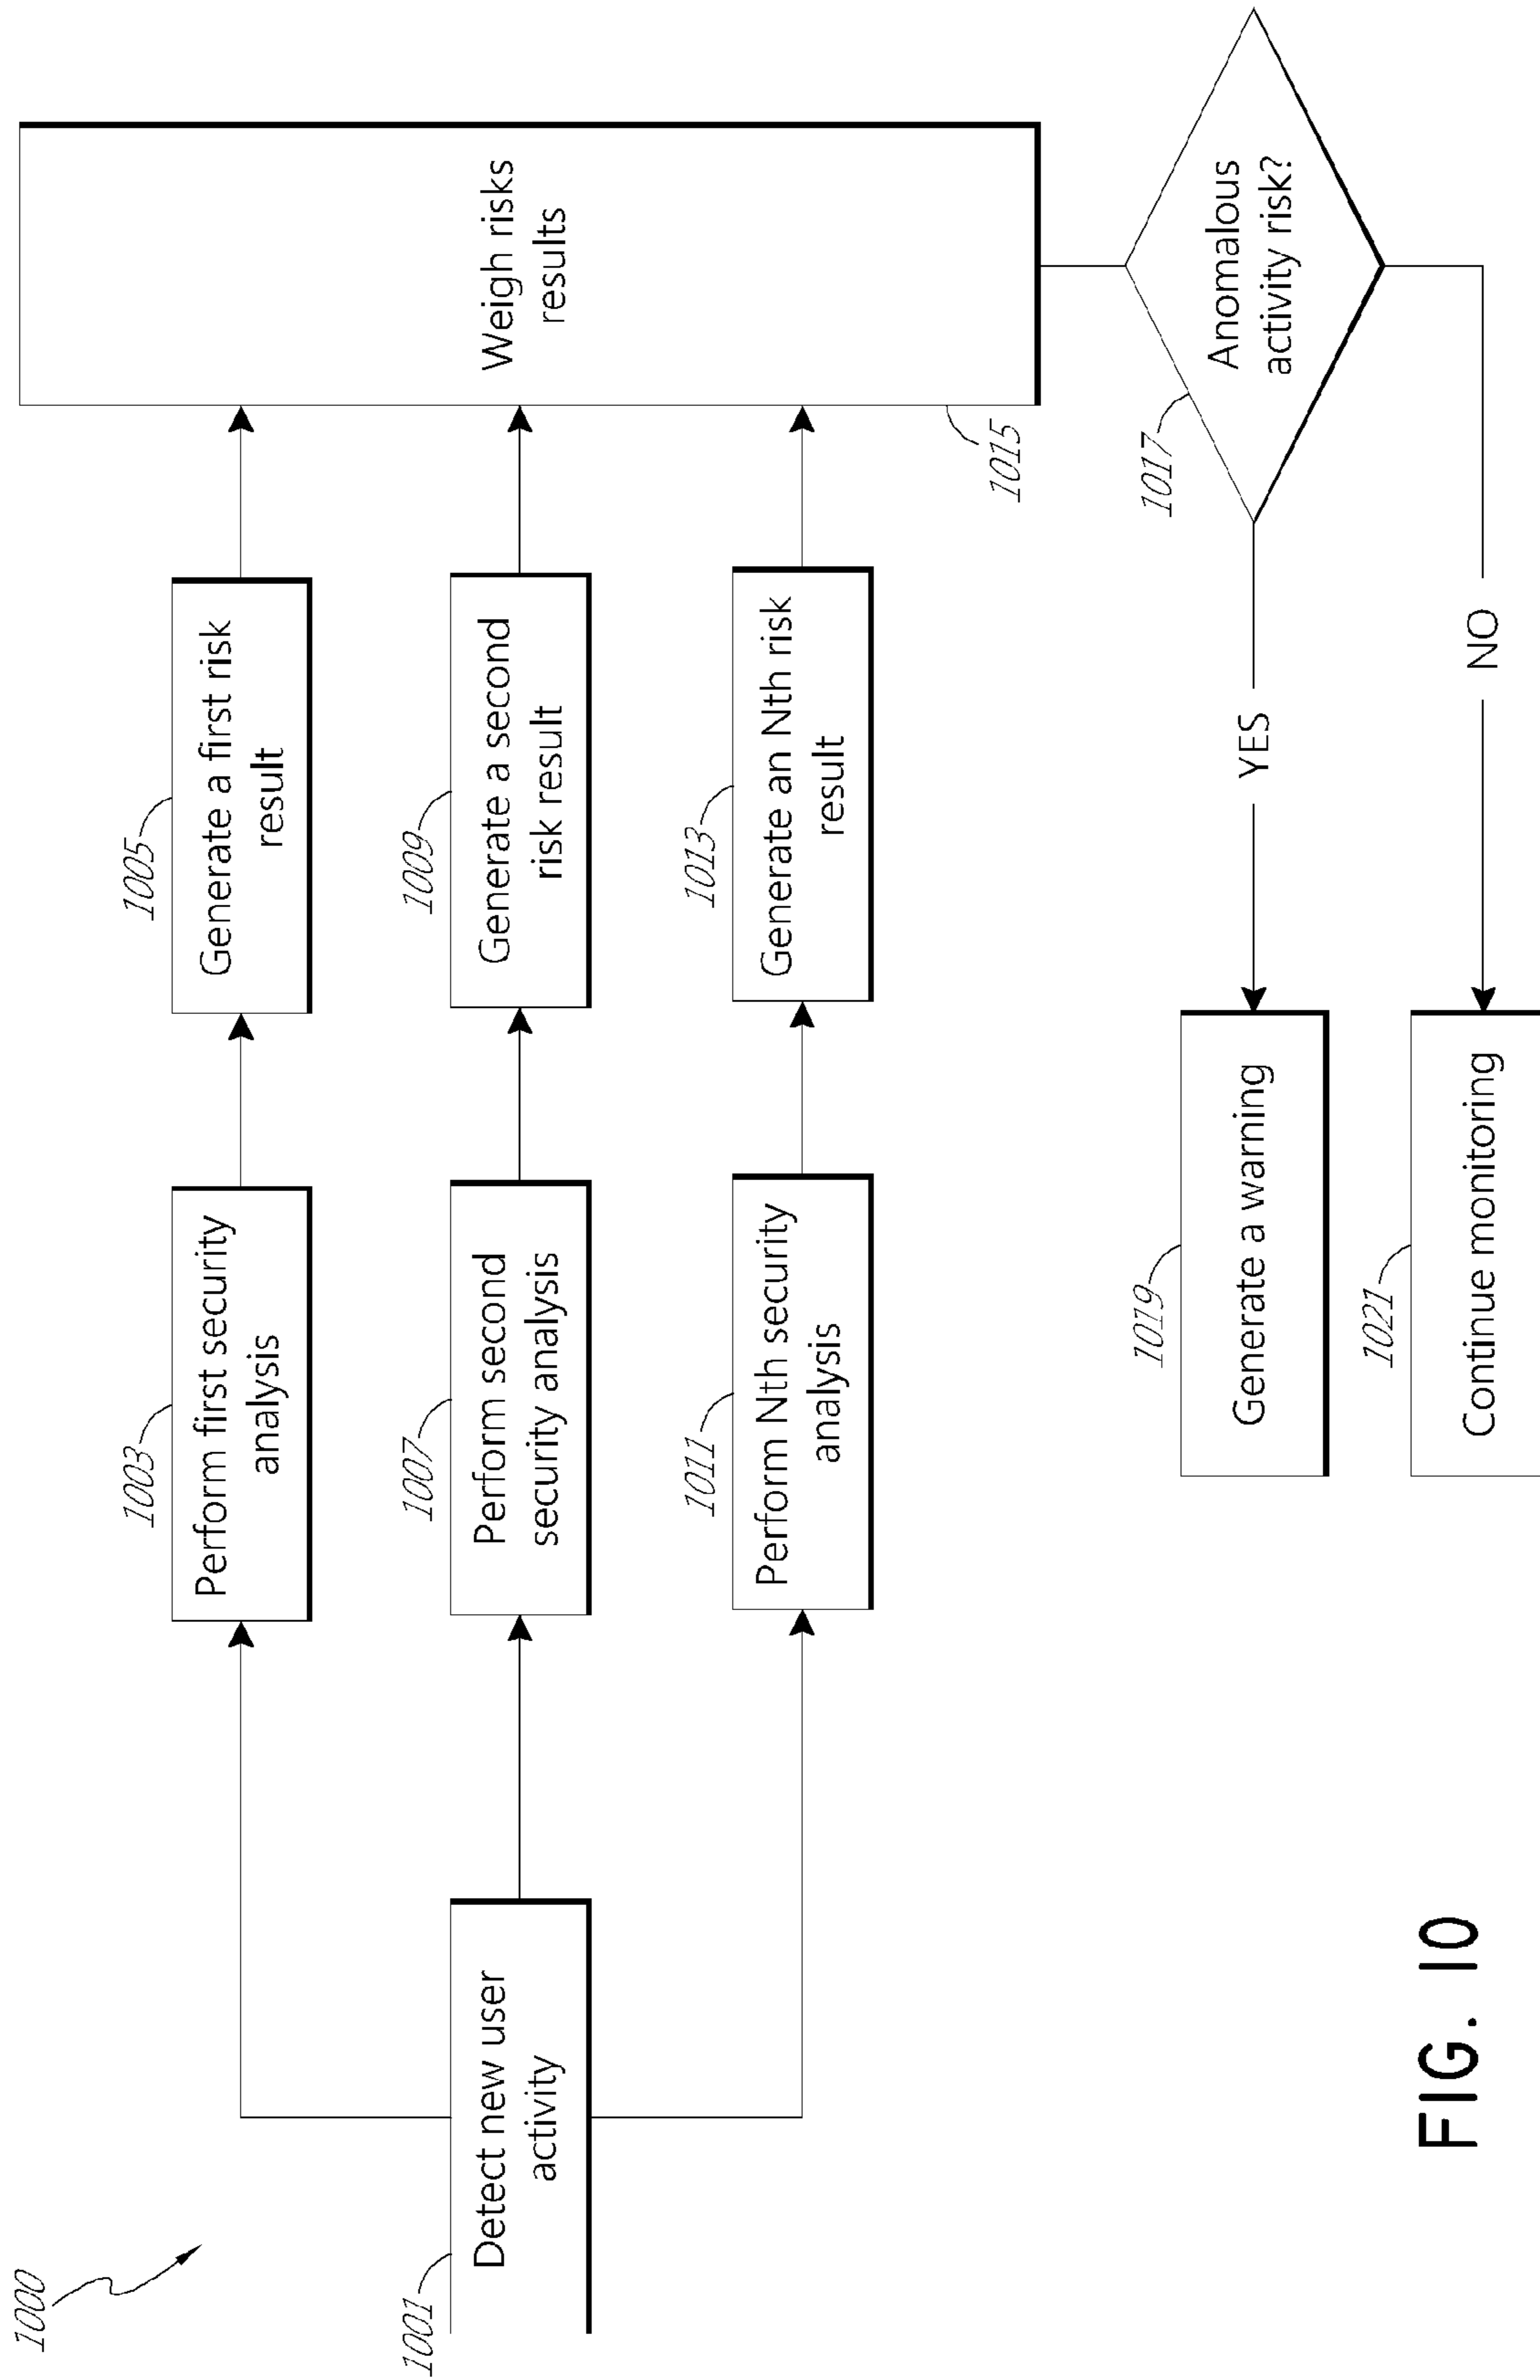 1000
1001
Detect new user
activity
1003
Perform first security
analysis
1005
Generate a first risk
result
1007
Perform second
security analysis
1009
Generate a second
risk result
1011
Perform Nth security
analysis
1013
Generate an Nth risk
result
Weigh risks
results
1015
1017
Anomalous
activity risk?
YES
NO
1019
Generate a warning
1021
Continue monitoring
FIG. 10